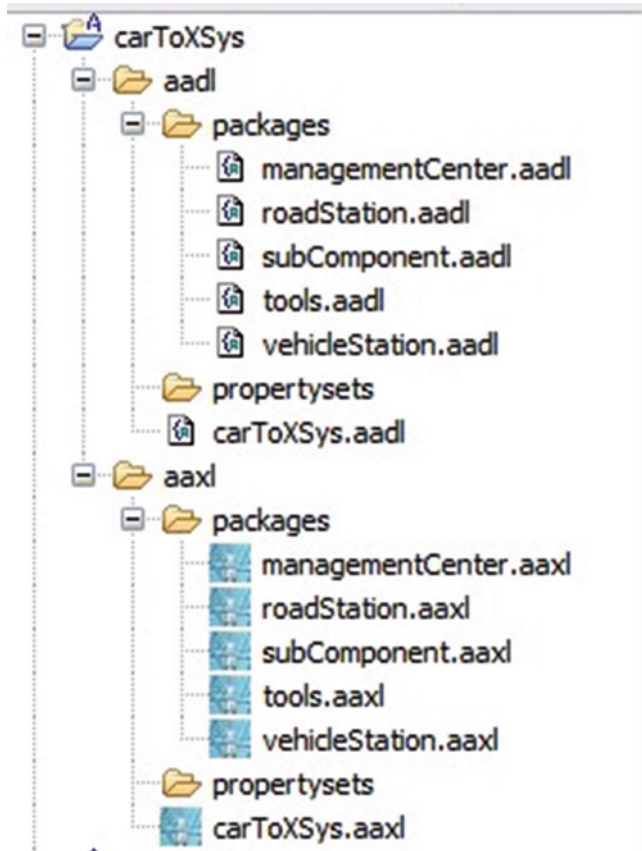 carToXSys
aadl
packages
managementCenter.aadl
roadStation.aadl
subComponent.aadl
tools.aadl
vehicleStation.aadl
propertysets
carToXSys.aadl
aaxl
packages
managementCenter.aaxl
roadStation.aaxl
subComponent.aaxl
tools.aaxl
vehicleStation.aaxl
propertysets
carToXSys.aaxl